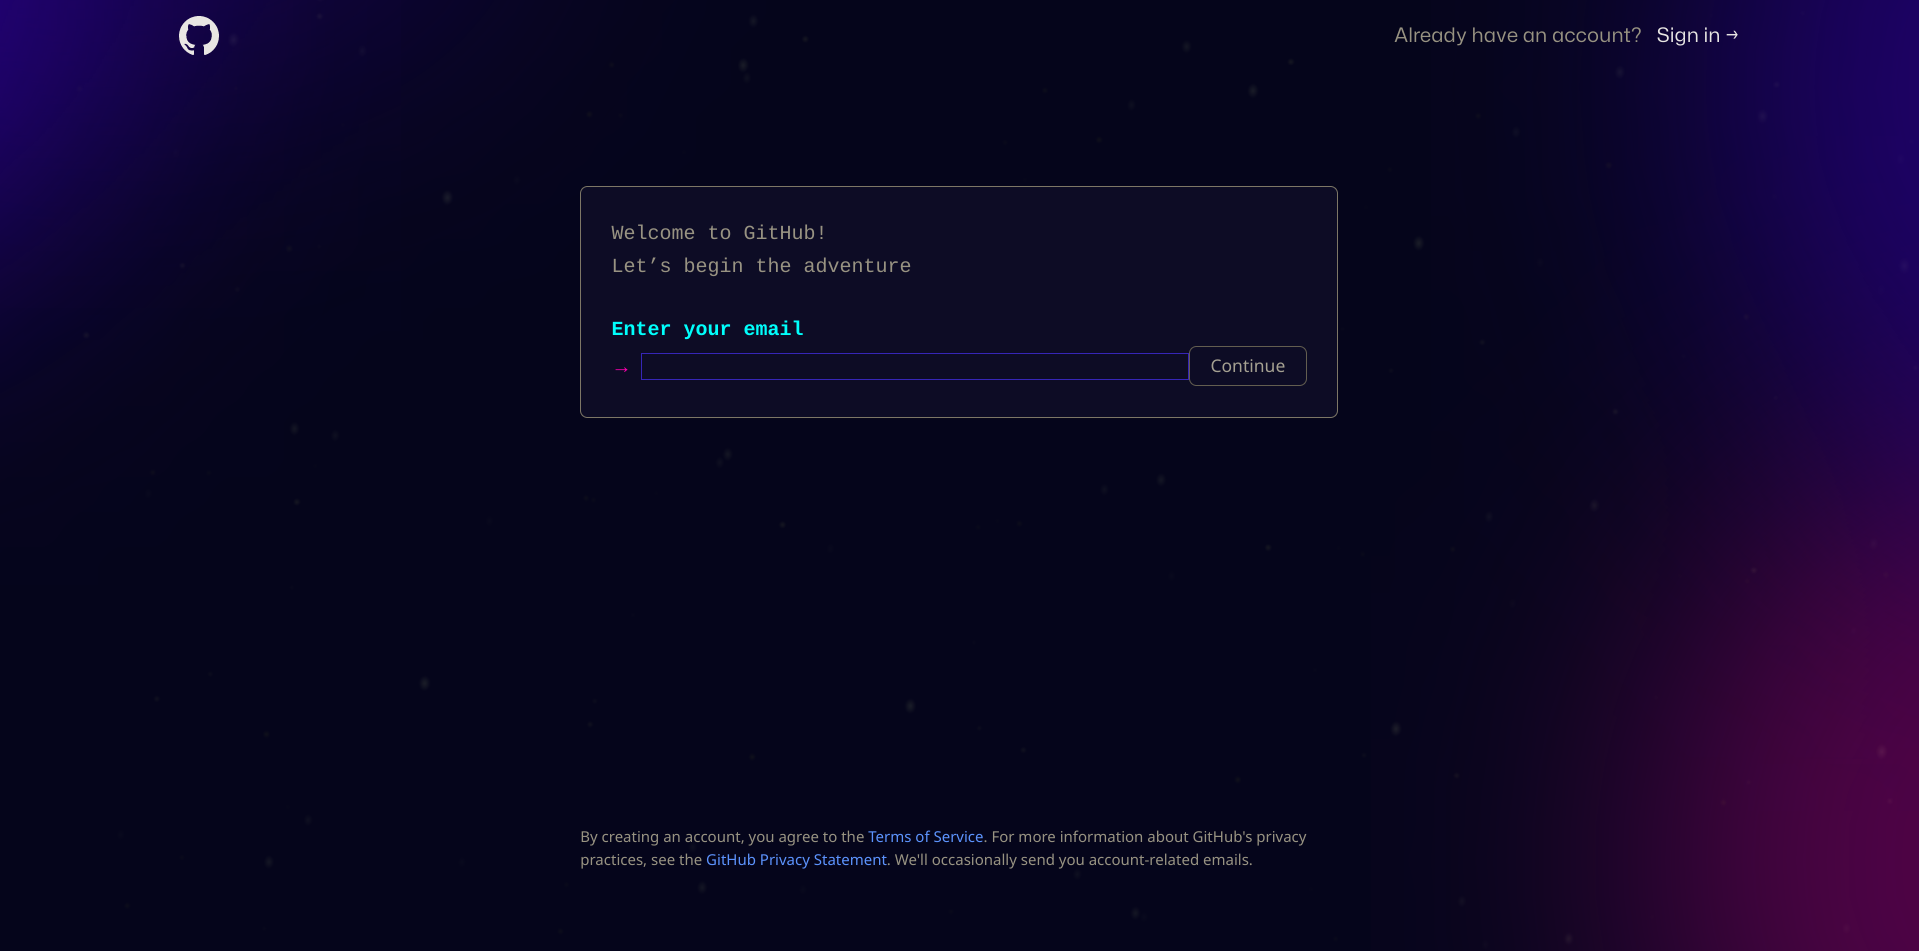 Already have an account? Sign in →
Welcome to GitHub!
Let’s begin the adventure
Enter your email
→ Continue
By creating an account, you agree to the Terms of Service. For more information about GitHub's privacy
practices, see the GitHub Privacy Statement. We'll occasionally send you account-related emails.